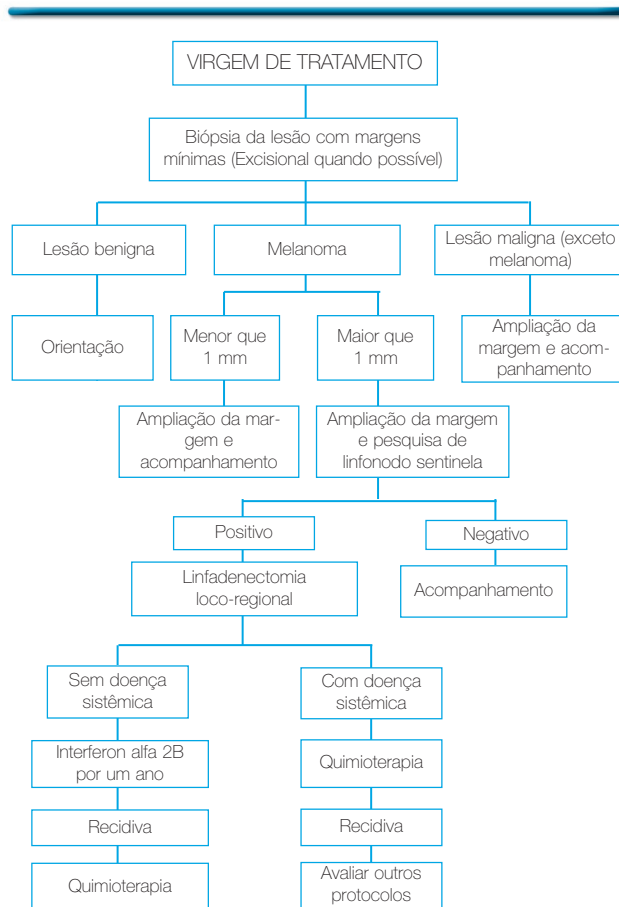 VIRGEM DE TRATAMENTO
Biópsia da lesão com margens
mínimas (Excisional quando possível)
Lesão benigna
Melanoma
Lesão maligna (exceto
melanoma)
Orientação
Menor que
1 mm
Maior que
1 mm
Ampliação da
margem e acom-
panhamento
Ampliação da mar-
gem e
acompanhamento
Ampliação da margem
e pesquisa de
linfonodo sentinela
Positivo
Negativo
Linfadenectomia
loco-regional
Acompanhamento
Sem doença
sistêmica
Com doença
sistêmica
Interferon alfa 2B
por um ano
Quimioterapia
Recidiva
Recidiva
Quimioterapia
Avaliar outros
protocolos